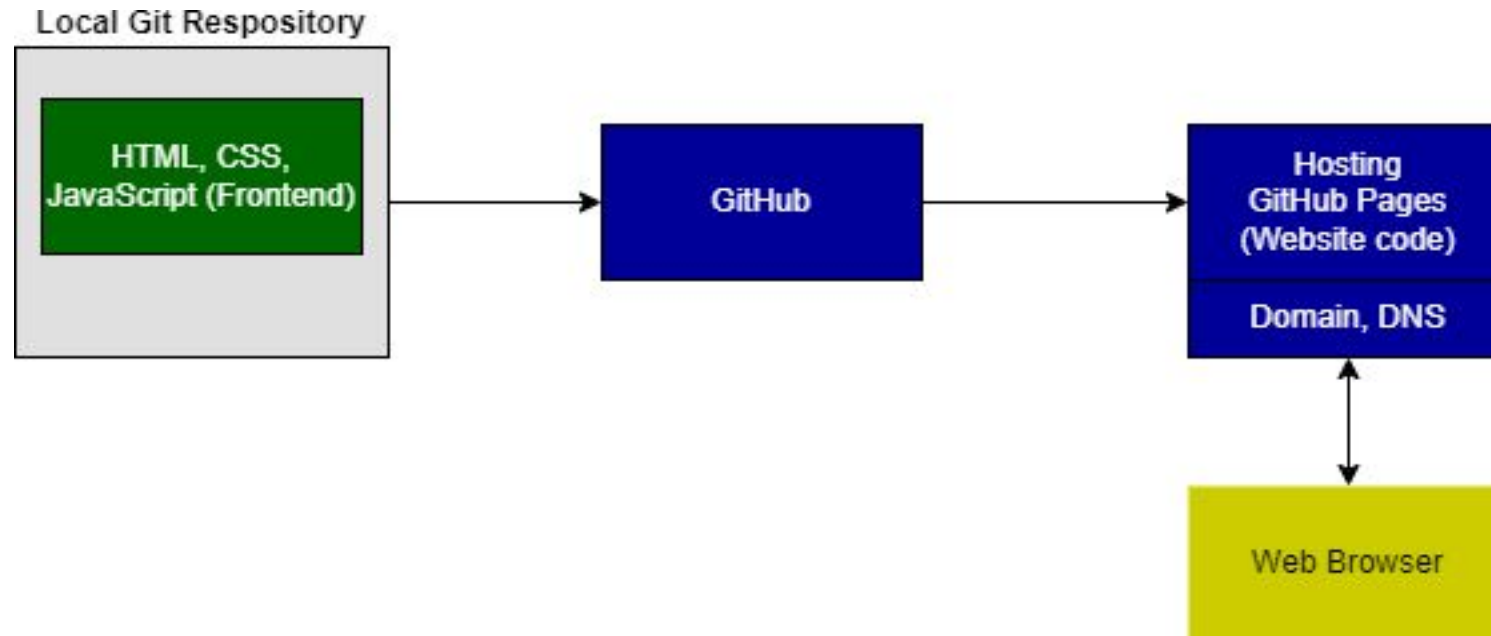 Local Git Respository
HTML, CSS,
JavaScript (Frontend)
GitHub
Hosting
GitHub Pages
(Website code)
Domain, DNS
Web Browser